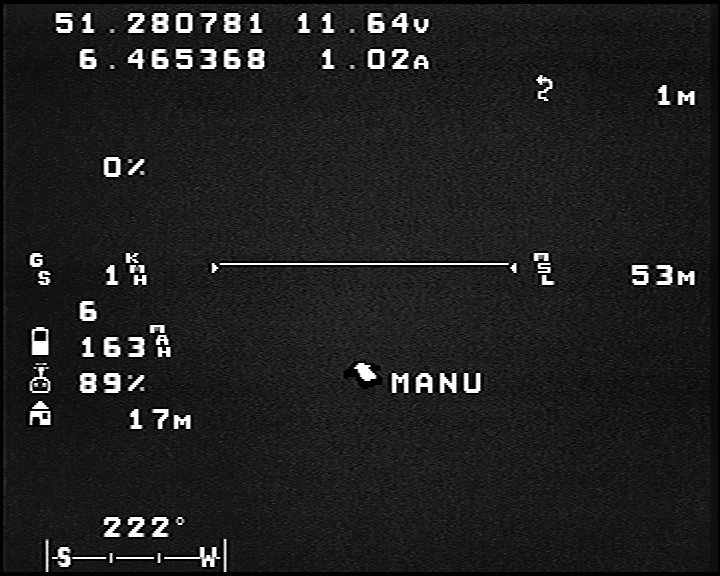 51.280781 11.64V
6.465368 1.02A
1M
0%
GS 1 KMH MSL 53M
6
163 MAH
89% MANU
17M
222°
S W